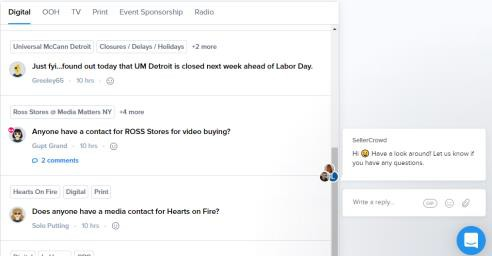 Digital OOH TV Print Event Sponsorship Radio
Universal McCann Detroit Closures / Delays / Holidays +2 more
Just fyi...found out today that UM Detroit is closed next week ahead of Labor Day.
Greeley65 · 10 hrs ·
Ross Stores @ Media Matters NY +4 more
Anyone have a contact for ROSS Stores for video buying?
Gupt Grand · 10 hrs ·
2 comments
Hearts On Fire Digital Print
Does anyone have a media contact for Hearts on Fire?
Solo Putting · 10 hrs ·
SellerCrowd
Hi 😀 Have a look around! Let us know if
you have any questions.
Write a reply...
GIF